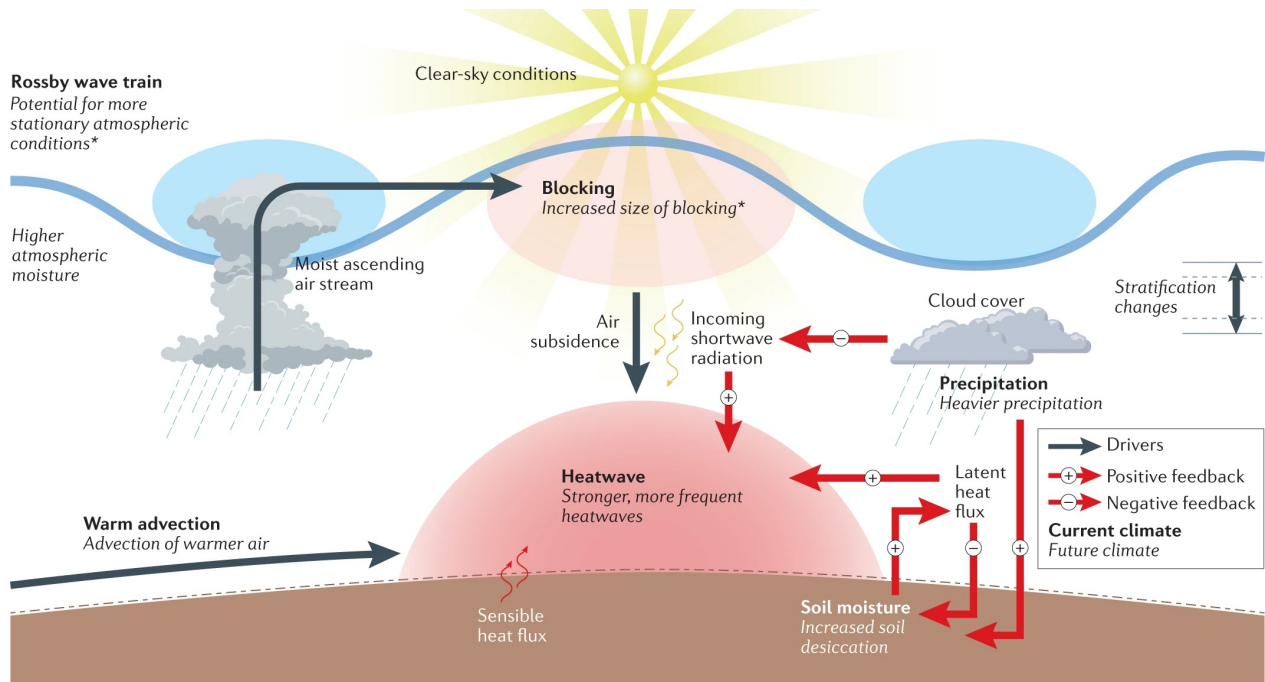 Clear-sky conditions
Rossby wave train
Potential for more
stationary atmospheric
conditions*
Blocking
Increased size of blocking*
Higher
atmospheric
moisture
Moist ascending
air stream
Stratification
changes
Air
subsidence
Incoming
shortwave
radiation
Cloud cover
−
Precipitation
Heavier precipitation
+
Heatwave
Stronger, more frequent
heatwaves
+
Latent
heat
flux
Drivers
+ Positive feedback
− Negative feedback
Current climate
Future climate
Warm advection
Advection of warmer air
+
−
+
Sensible
heat flux
Soil moisture
Increased soil
desiccation